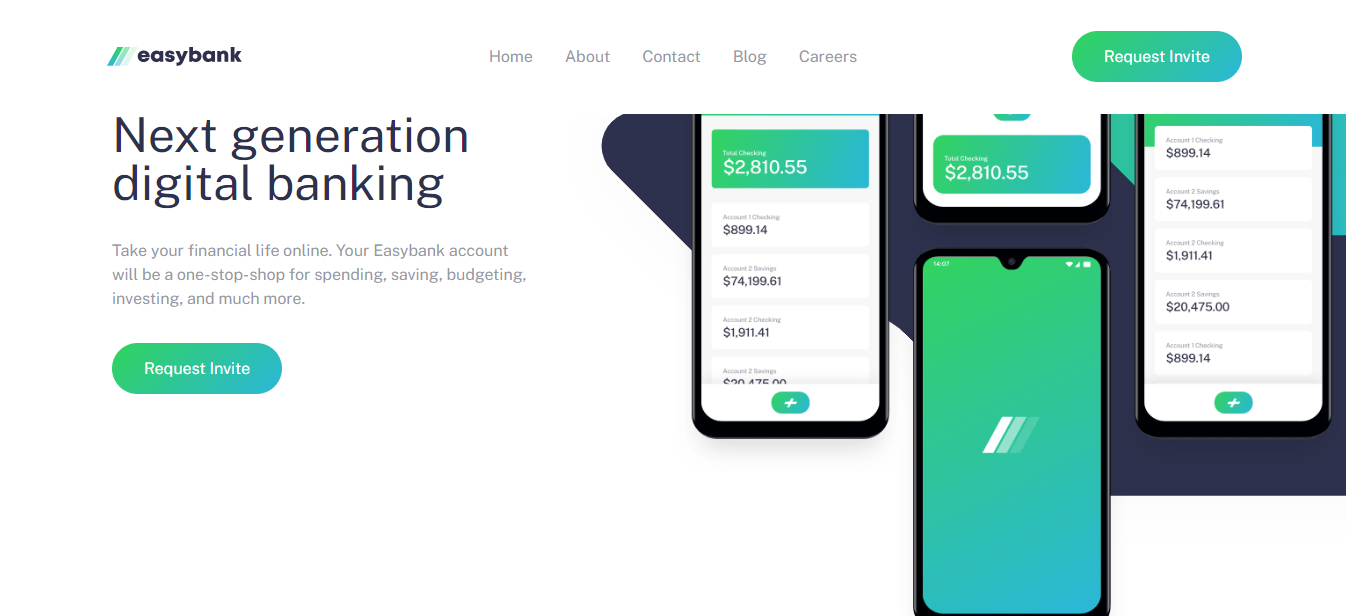 easybank
Home
About
Contact
Blog
Careers
Request Invite
Next generation
digital banking
Take your financial life online. Your Easybank account
will be a one-stop-shop for spending, saving, budgeting,
investing, and much more.
Request Invite
Total Checking
$2,810.55
Account 1 Checking
$899.14
Account 2 Savings
$74,199.61
Account 2 Checking
$1,911.41
Account 2 Savings
$20,475.00
Total Checking
$2,810.55
14:07
Account 1 Checking
$899.14
Account 2 Savings
$74,199.61
Account 2 Checking
$1,911.41
Account 2 Savings
$20,475.00
Account 1 Checking
$899.14